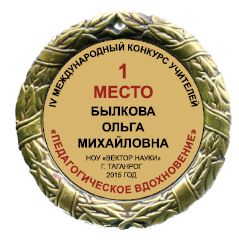 IV МЕЖДУНАРОДНЫЙ КОНКУРС УЧИТЕЛЕЙ
1
МЕСТО
БЫЛКОВА
ОЛЬГА
МИХАЙЛОВНА
НОУ «ВЕКТОР НАУКИ»
Г. ТАГАНРОГ
2015 ГОД
«ПЕДАГОГИЧЕСКОЕ ВДОХНОВЕНИЕ»